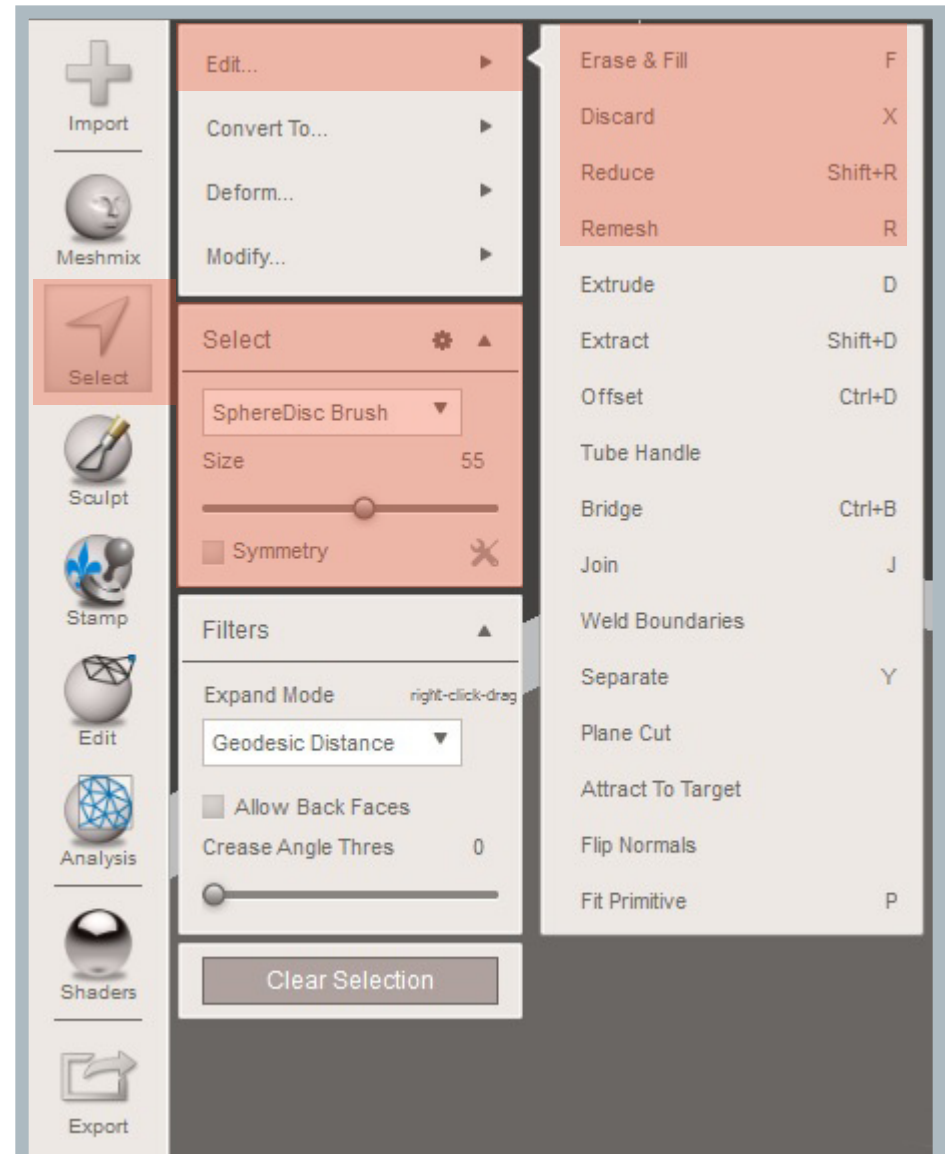 Import
Meshmix
Select
Sculpt
Stamp
Edit
Analysis
Shaders
Export
Edit...
Convert To...
Deform...
Modify...
Select
SphereDisc Brush
Size 55
Symmetry
Filters
Expand Mode right-click-drag
Geodesic Distance
Allow Back Faces
Crease Angle Thres 0
Clear Selection
Erase & Fill F
Discard X
Reduce Shift+R
Remesh R
Extrude D
Extract Shift+D
Offset Ctrl+D
Tube Handle
Bridge Ctrl+B
Join J
Weld Boundaries
Separate Y
Plane Cut
Attract To Target
Flip Normals
Fit Primitive P